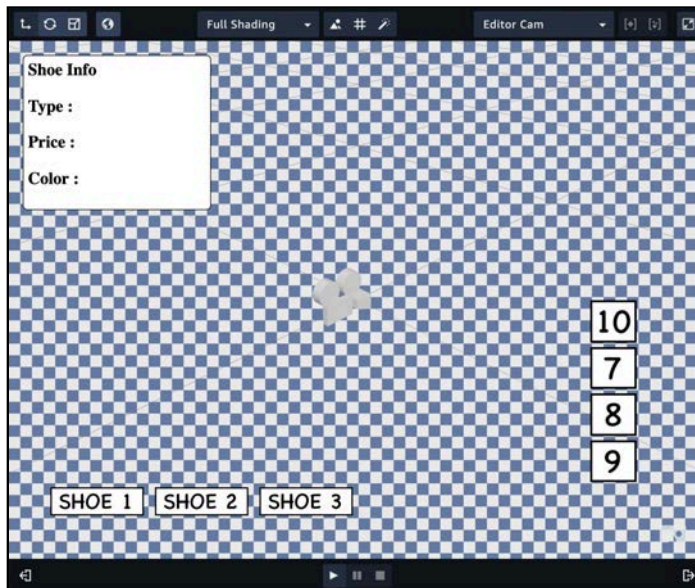 Full Shading
Editor Cam
Shoe Info
Type :
Price :
Color :
10
7
8
9
SHOE 1
SHOE 2
SHOE 3